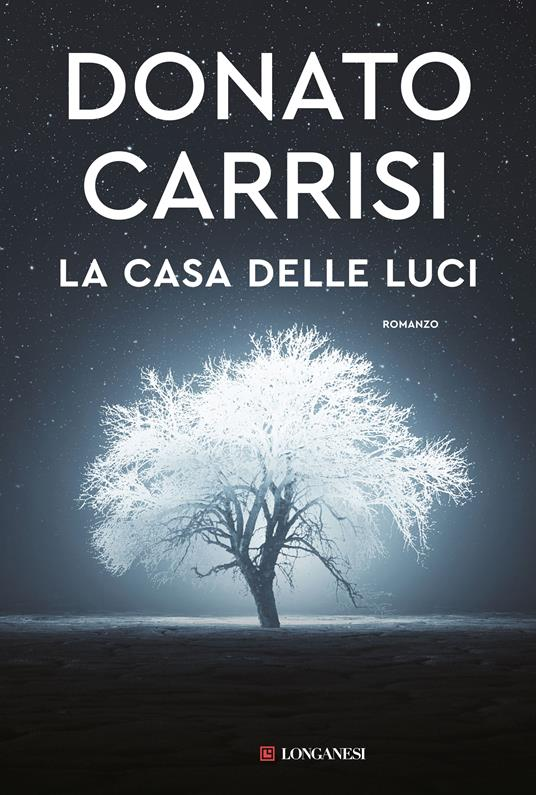 DONATO
CARRISI
LA CASA DELLE LUCI
ROMANZO
LONGANESI